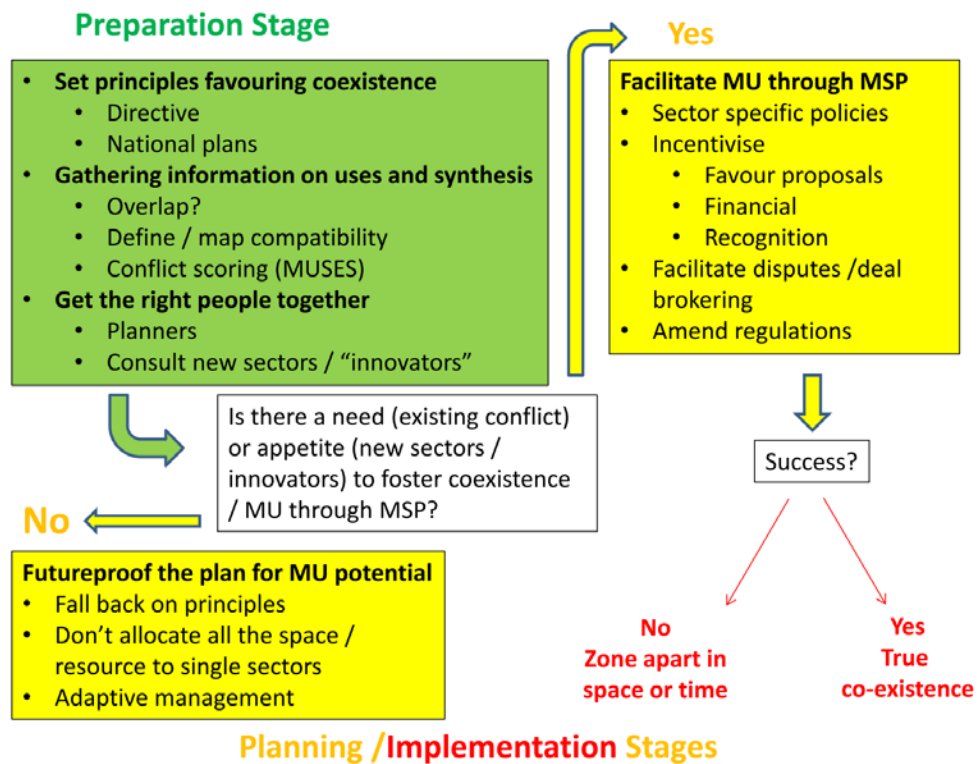 Preparation Stage
• Set principles favouring coexistence
• Directive
• National plans
• Gathering information on uses and synthesis
• Overlap?
• Define / map compatibility
• Conflict scoring (MUSES)
• Get the right people together
• Planners
• Consult new sectors / “innovators”
Is there a need (existing conflict)
or appetite (new sectors /
innovators) to foster coexistence
/ MU through MSP?
Yes
Facilitate MU through MSP
• Sector specific policies
• Incentivise
• Favour proposals
• Financial
• Recognition
• Facilitate disputes /deal
brokering
• Amend regulations
Success?
No
Zone apart in
space or time
Yes
True
co-existence
No
Futureproof the plan for MU potential
• Fall back on principles
• Don’t allocate all the space /
resource to single sectors
• Adaptive management
Planning /Implementation Stages